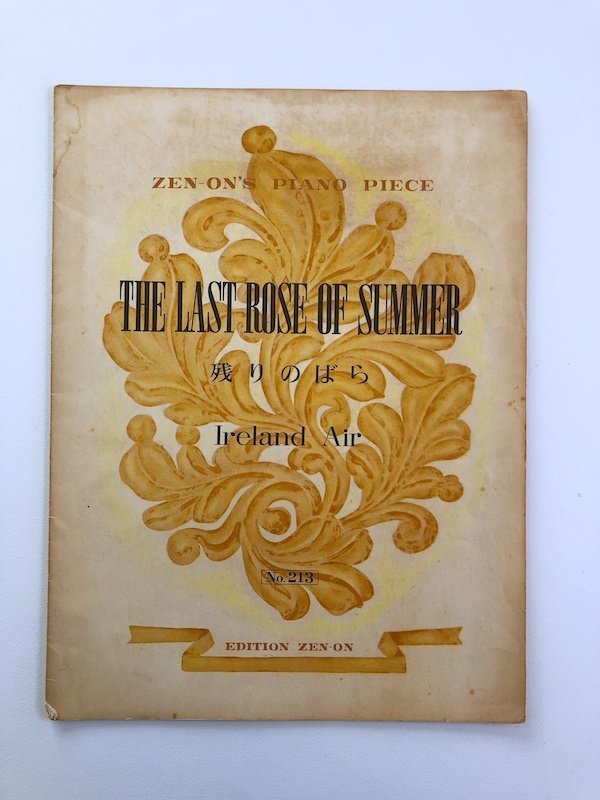 ZEN-ON'S PIANO PIECE
THE LAST ROSE OF SUMMER
残りのばら
Ireland Air
No. 213
EDITION ZEN-ON